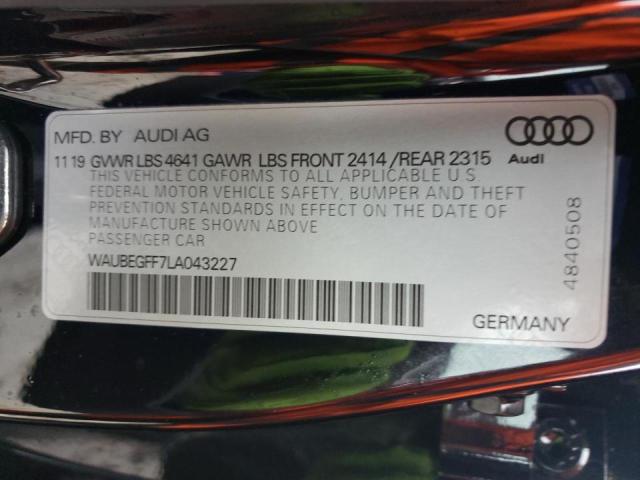 MFD. BY AUDI AG
11 19 GVWR LBS 4641 GAWR LBS FRONT 2414 /REAR 2315
THIS VEHICLE CONFORMS TO ALL APPLICABLE U.S.
FEDERAL MOTOR VEHICLE SAFETY, BUMPER AND THEFT
PREVENTION STANDARDS IN EFFECT ON THE DATE OF
MANUFACTURE SHOWN ABOVE
PASSENGER CAR
WAUBEGFF7LA043227
Audi
4840508
GERMANY